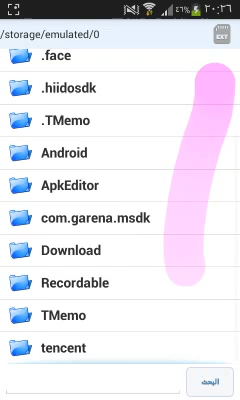 ٤٦% ٢٠:٢٦
/storage/emulated/0
EXT
.face
.hiidosdk
.TMemo
Android
ApkEditor
com.garena.msdk
Download
Recordable
TMemo
tencent
البحث